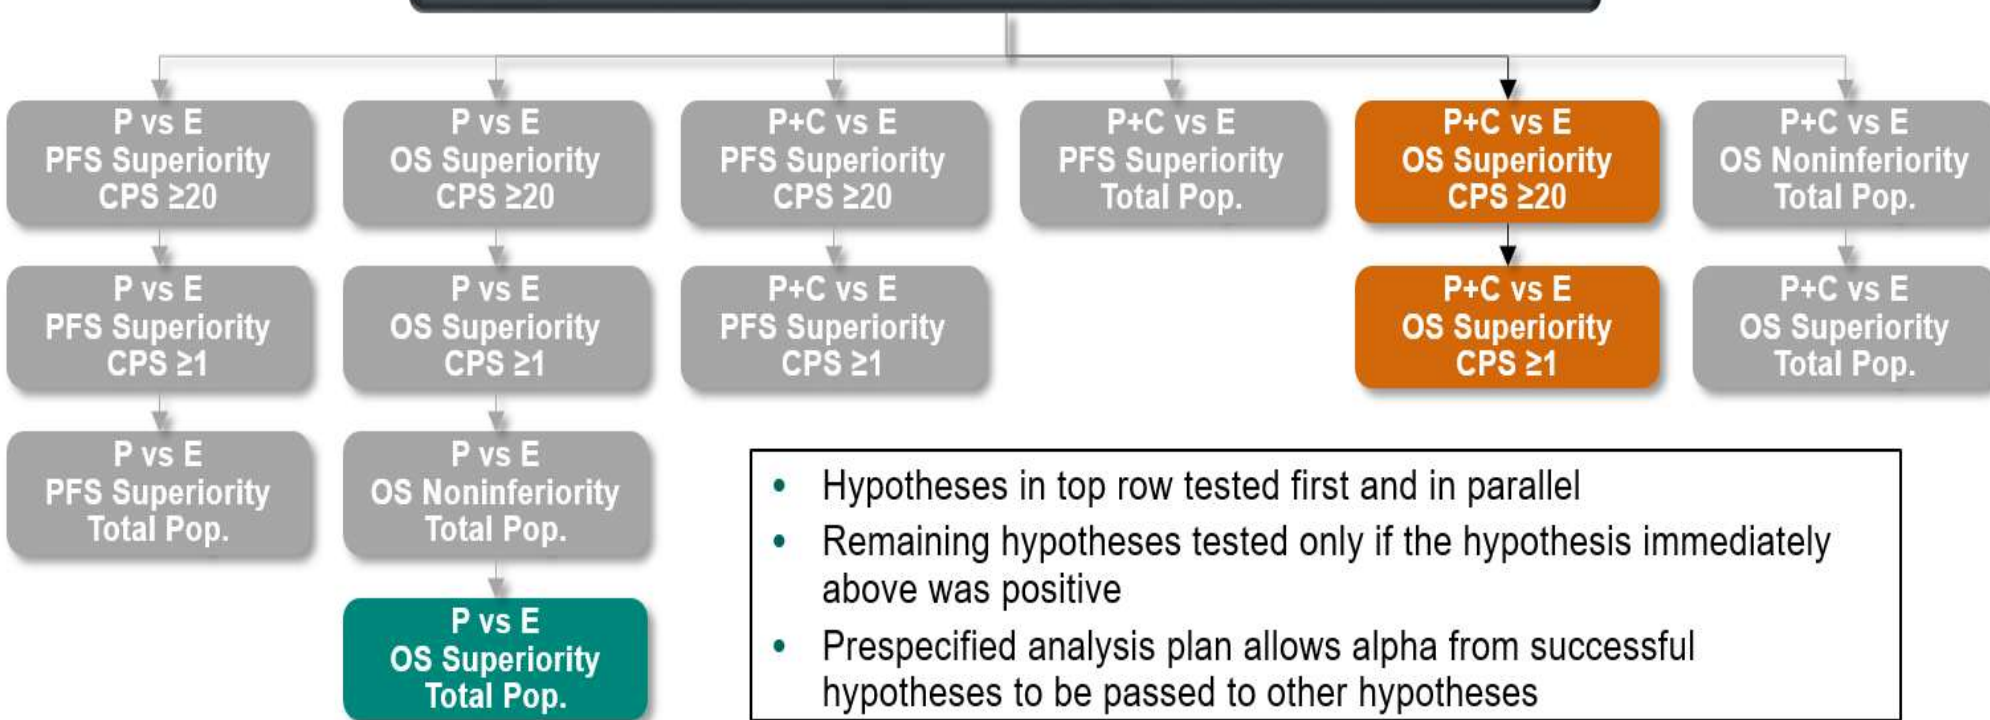 P vs E
PFS Superiority
CPS ≥20
P vs E
OS Superiority
CPS ≥20
P+C vs E
PFS Superiority
CPS ≥20
P+C vs E
PFS Superiority
Total Pop.
P+C vs E
OS Superiority
CPS ≥20
P+C vs E
OS Noninferiority
Total Pop.
P vs E
PFS Superiority
CPS ≥1
P vs E
OS Superiority
CPS ≥1
P+C vs E
PFS Superiority
CPS ≥1
P+C vs E
OS Superiority
CPS ≥1
P+C vs E
OS Superiority
Total Pop.
P vs E
PFS Superiority
Total Pop.
P vs E
OS Noninferiority
Total Pop.
P vs E
OS Superiority
Total Pop.
• Hypotheses in top row tested first and in parallel
• Remaining hypotheses tested only if the hypothesis immediately
above was positive
• Prespecified analysis plan allows alpha from successful
hypotheses to be passed to other hypotheses